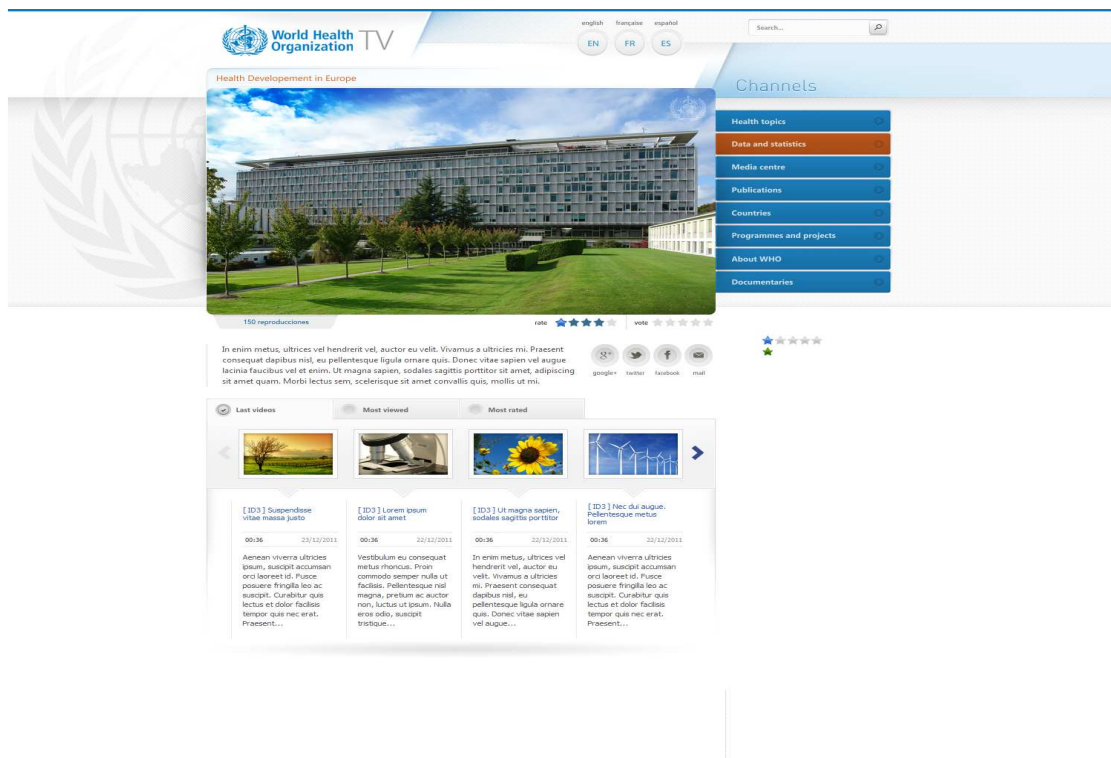 World Health
Organization TV
english française español
EN FR ES
Search...
Health Developement in Europe
Channels
Health topics
Data and statistics
Media centre
Publications
Countries
Programmes and projects
About WHO
Documentaries
150 reproducciones
rate
vote
In enim metus, ultrices vel hendrerit vel, auctor eu velit. Vivamus a ultricies mi. Praesent
consequat dapibus nisl, eu pellentesque ligula ornare quis. Donec vitae sapien vel augue
lacinia faucibus vel et enim. Ut magna sapien, sodales sagittis porttitor sit amet, adipiscing
sit amet quam. Morbi lectus sem, scelerisque sit amet convallis quis, mollis ut mi.
google+ twitter facebook mail
Last videos
Most viewed
Most rated
[ ID3 ] Suspendisse
vitae massa justo
00:36 23/12/2011
Aenean viverra ultricies
ipsum, suscipit accumsan
orci laoreet id. Fusce
posuere fringilla leo ac
suscipit. Curabitur quis
lectus et dolor facilisis
tempor quis nec erat.
Praesent...
[ ID3 ] Lorem ipsum
dolor sit amet
00:36 22/12/2011
Vestibulum eu consequat
metus rhoncus. Proin
commodo semper nulla ut
facilisis. Pellentesque nisl
magna, pretium ac auctor
non, luctus ut ipsum. Nulla
eros odio, suscipit
tristique...
[ ID3 ] Ut magna sapien,
sodales sagittis porttitor
00:36 22/12/2011
In enim metus, ultrices vel
hendrerit vel, auctor eu
velit. Vivamus a ultricies
mi. Praesent consequat
dapibus nisl, eu
pellentesque ligula ornare
quis. Donec vitae sapien
vel augue...
[ ID3 ] Nec dui augue.
Pellentesque metus
lorem
00:36 22/12/2011
Aenean viverra ultricies
ipsum, suscipit accumsan
orci laoreet id. Fusce
posuere fringilla leo ac
suscipit. Curabitur quis
lectus et dolor facilisis
tempor quis nec erat.
Praesent...